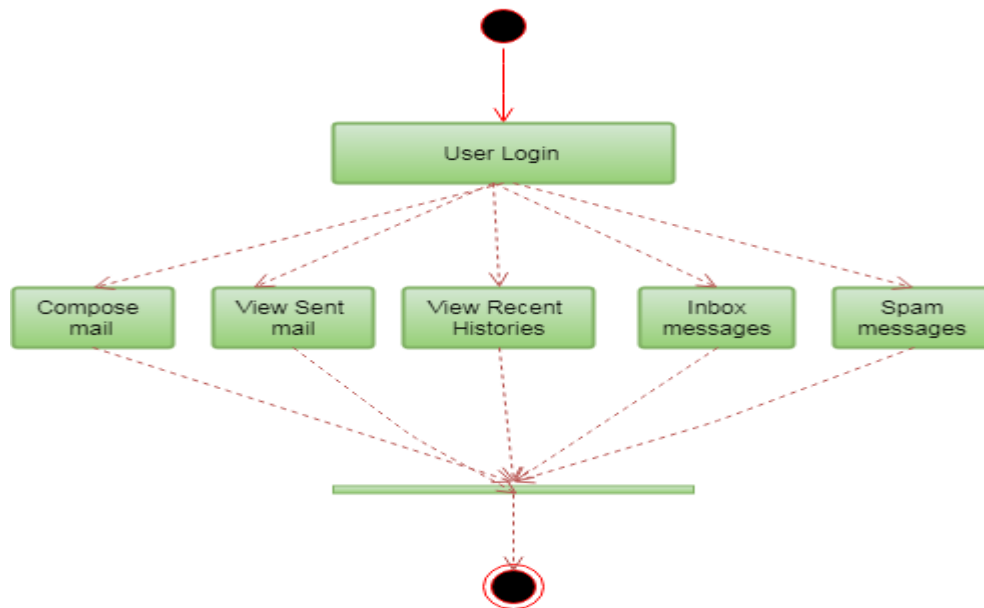 User Login
Compose
mail
View Sent
mail
View Recent
Histories
Inbox
messages
Spam
messages